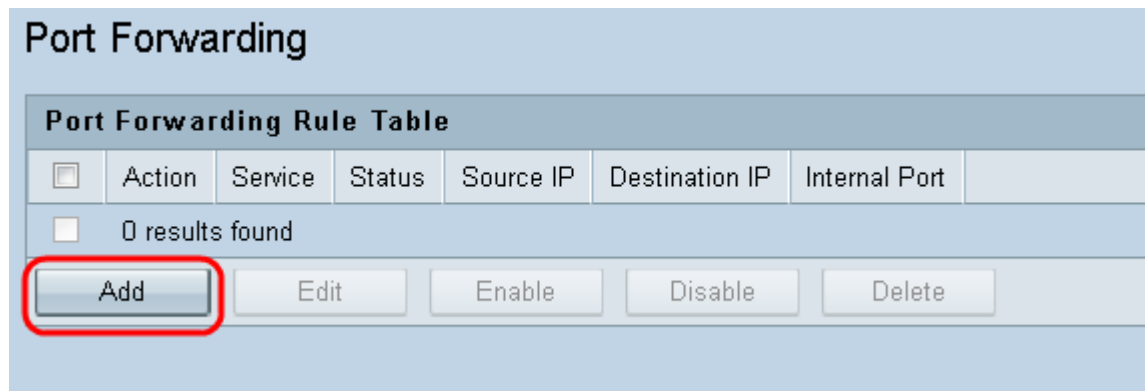 Port Forwarding
Port Forwarding Rule Table
Action Service Status Source IP Destination IP Internal Port
0 results found
Add Edit Enable Disable Delete